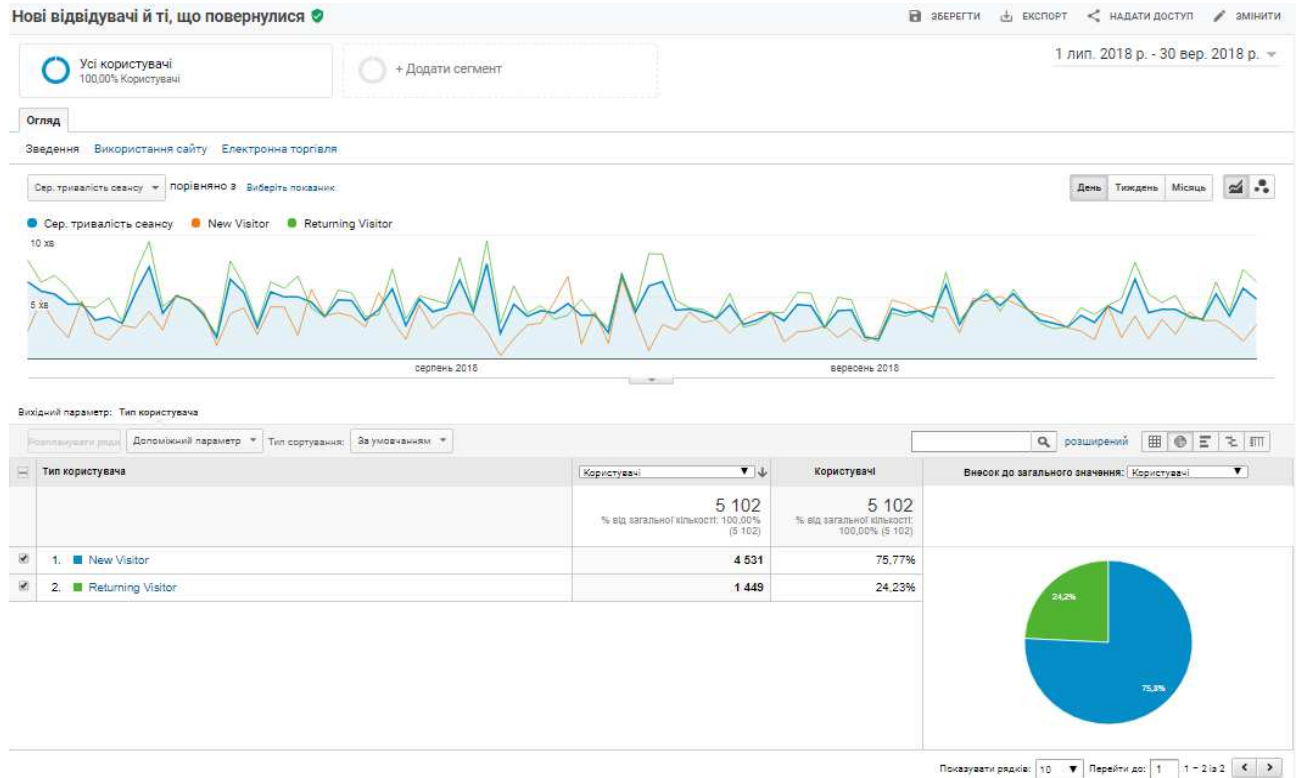 Нові відвідувачі й ті, що повернулися
ЗБЕРЕГТИ ЕКСПОРТ НАДАТИ ДОСТУП ЗМІНИТИ
Усі користувачі
100,00% Користувачі
+ Додати сегмент
1 лип. 2018 р. - 30 вер. 2018 р.
Огляд
Зведення Використання сайту Електронна торгівля
Сер. тривалість сеансу порівняно з Виберіть показник
День Тиждень Місяць
Сер. тривалість сеансу New Visitor Returning Visitor
10 хв
5 хв
серпень 2018 вересень 2018
Вихідний параметр: Тип користувача
Допоміжний параметр Тип сортування: За умовчанням
розширений
Тип користувача Користувачі Користувачі Внесок до загального значення: Користувачі
5 102 5 102
% від загальної кількості: 100,00% (5 102) % від загальної кількості: 100,00% (5 102)
1. New Visitor 4 531 75,77%
2. Returning Visitor 1 449 24,23%
24,2%
75,8%
Показувати рядків: 10 Перейти до: 1 1 – 2 із 2